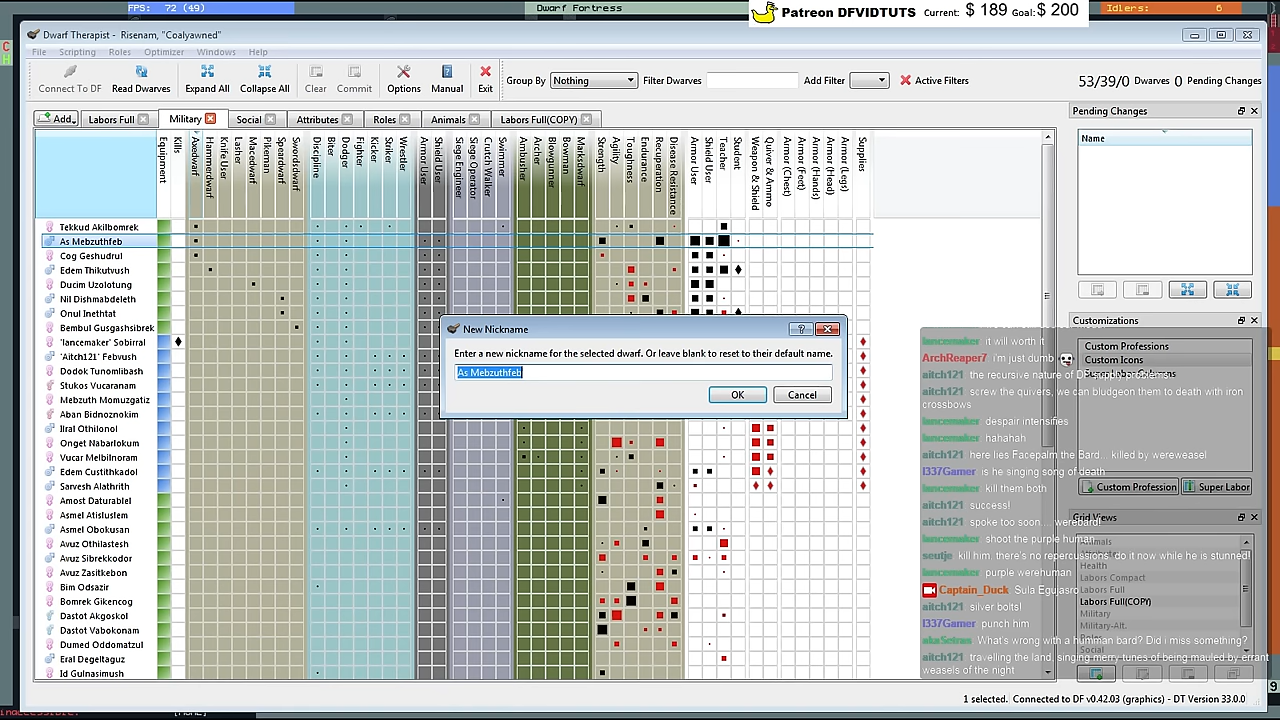 FPS: 72 (49)
Dwarf Fortress
Patreon DFVIDTUTS Current: $ 189 Goal: $ 200
Idlers: 6
Dwarf Therapist - Risenam, "Coalyawned"
File Scripting Roles Optimizer Windows Help
Connect To DF Read Dwarves Expand All Collapse All Clear Commit Options Manual Exit
Group By Nothing Filter Dwarves Add Filter Active Filters 53/39/0 Dwarves 0 Pending Changes
Add Labors Full Military Social Attributes Roles Animals Labors Full(COPY)
Equipment
Kills
Axedwarf
Hammerdwarf
Knife User
Lasher
Macedwarf
Pikeman
Speardwarf
Swordsdwarf
Discipline
Biter
Dodger
Fighter
Kicker
Striker
Wrestler
Armor User
Shield User
Siege Engineer
Siege Operator
Crutch Walker
Swimmer
Ambusher
Archer
Blowgunner
Bowman
Marksdwarf
Strength
Agility
Toughness
Endurance
Recuperation
Disease Resistance
Armor User
Shield User
Teacher
Student
Weapon & Shield
Quiver & Ammo
Armor (Chest)
Armor (Feet)
Armor (Hands)
Armor (Head)
Armor (Legs)
Supplies
Tekkud Akilbomrek
As Mebzuthfeb
Cog Geshudrul
Edem Thikutvush
Ducim Uzolotung
Nil Dishmabdeleth
Onul Inethtat
Bembul Gusgashsibrek
'lancemaker' Sobirral
'Aitch121' Febvush
Dodok Tunomlibash
Stukos Vucaranam
Mebzuth Momuzgatiz
Aban Bidnoznokim
Ilral Othilonol
Onget Nabarlokum
Vucar Melbilnoram
Edem Custithkadol
Sarvesh Alathrith
Amost Daturablel
Asmel Atisluslem
Asmel Obokusan
Avuz Othilastesh
Avuz Sibrekkodor
Avuz Zasitkebon
Bim Odsazir
Bomrek Gikencog
Dastot Akgoskol
Dastot Vabokonam
Dumed Oddomatul
Eral Degeltaguz
Id Gulnasimush
New Nickname
Enter a new nickname for the selected dwarf. Or leave blank to reset to their default name.
As Mebzuthfeb
OK Cancel
Pending Changes
Name
Customizations
Custom Professions
Custom Icons
Custom Profession Super Labor
Grid Views
Animals
Health
Labors Compact
Labors Full
Labors Full(COPY)
Military
Military-Alt.
Social
lancemaker it will worth it
ArchReaper7 i'm just dumb
aitch121 the recursive nature of
aitch121 screw the quivers, we can bludgeon them to death with iron
crossbows
lancemaker despair intensifies
lancemaker hahahah
aitch121 here lies Facepalm the Bard... killed by wereweasel
l337Gamer is he singing song of death
lancemaker kill them both
aitch121 success!
aitch121 spoke too soon.... werebard!
lancemaker shoot the purple human
seutje kill him, there's no repercussions, do it now while he is stunned!
lancemaker purple werehuman
Captain_Duck Sula Egujasro
aitch121 silver bolts!
l337Gamer punch him
akaSetras What's wrong with a humman bard? Did i miss something?
aitch121 travelling the land, singing merry tunes of being mauled by errant
weasels of the night
1 selected. Connected to DF v0.42.03 (graphics) - DT Version 33.0.0